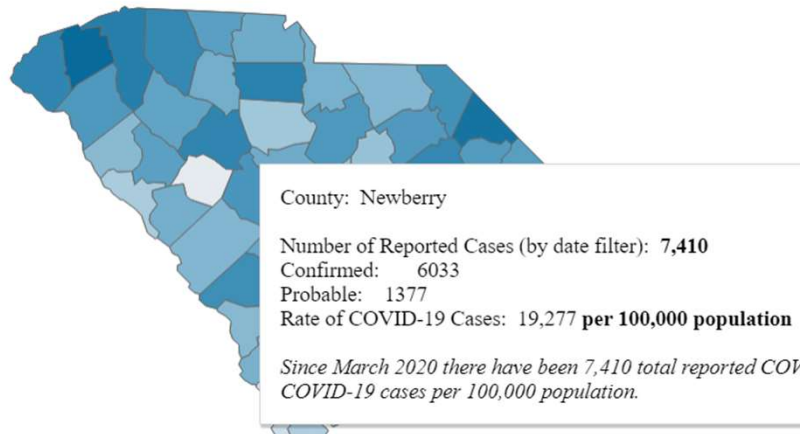 County: Newberry
Number of Reported Cases (by date filter): 7,410
Confirmed: 6033
Probable: 1377
Rate of COVID-19 Cases: 19,277 per 100,000 population
Since March 2020 there have been 7,410 total reported
COVID-19 cases per 100,000 population.